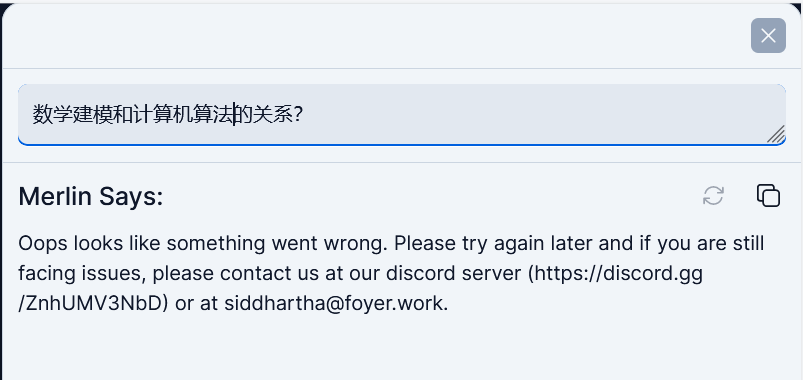 数学建模和计算机算法的关系？
Merlin Says:
Oops looks like something went wrong. Please try again later and if you are still
facing issues, please contact us at our discord server (https://discord.gg
/ZnhUMV3NbD) or at siddhartha@foyer.work.